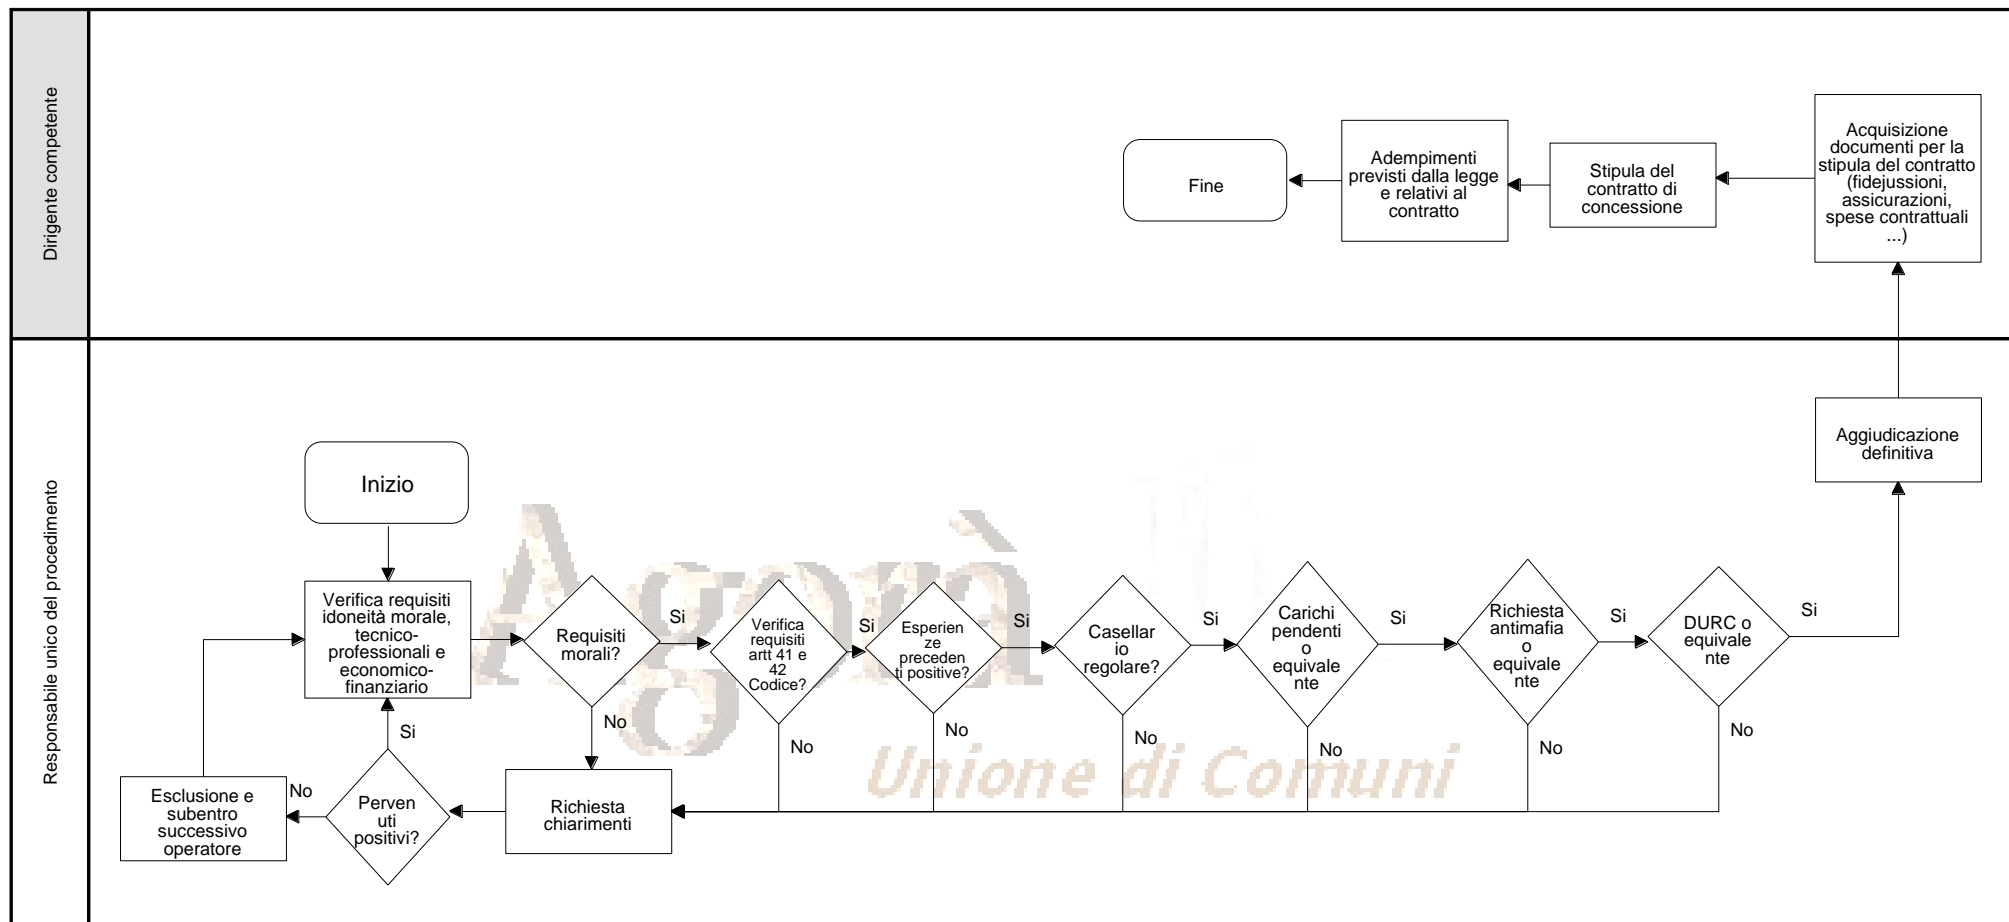 Dirigente competente
Fine
Adempimenti
previsti dalla legge
e relativi al
contratto
Stipula del
contratto di
concessione
Acquisizione
documenti per la
stipula del contratto
(fidejussioni,
assicurazioni,
spese contrattuali
...)
Responsabile unico del procedimento
Aggiudicazione
definitiva
Inizio
Verifica requisiti
idoneità morale,
tecnico-
professionali e
economico-
finanziario
Requisiti
morali?
Si
No
Verifica
requisiti
artt 41 e
42
Codice?
Si
No
Esperien
ze
preceden
ti positive?
Si
No
Casellar
io
regolare?
Si
No
Carichi
pendenti
o
equivale
nte
Si
No
Richiesta
antimafia
o
equivale
nte
Si
No
DURC o
equivale
nte
Si
No
Richiesta
chiarimenti
Perven
uti
positivi?
Si
No
Esclusione e
subentro
successivo
operatore
Agorà
Unione di Comuni